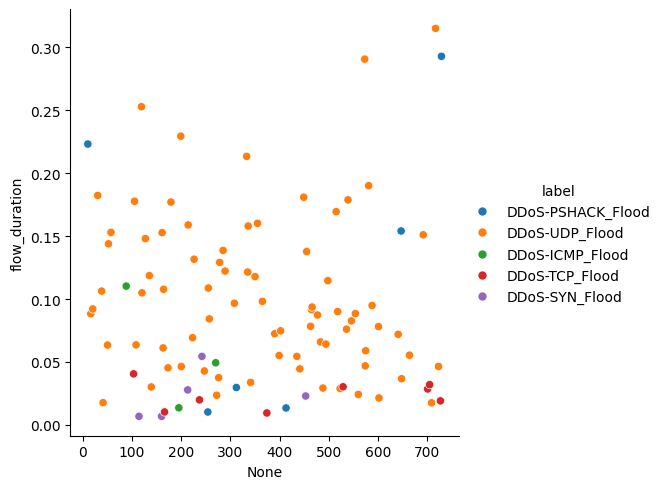 0.30
0.25
0.20
0.15
0.10
0.05
0.00
flow_duration
0 100 200 300 400 500 600 700
None
label
DDoS-PSHACK_Flood
DDoS-UDP_Flood
DDoS-ICMP_Flood
DDoS-TCP_Flood
DDoS-SYN_Flood